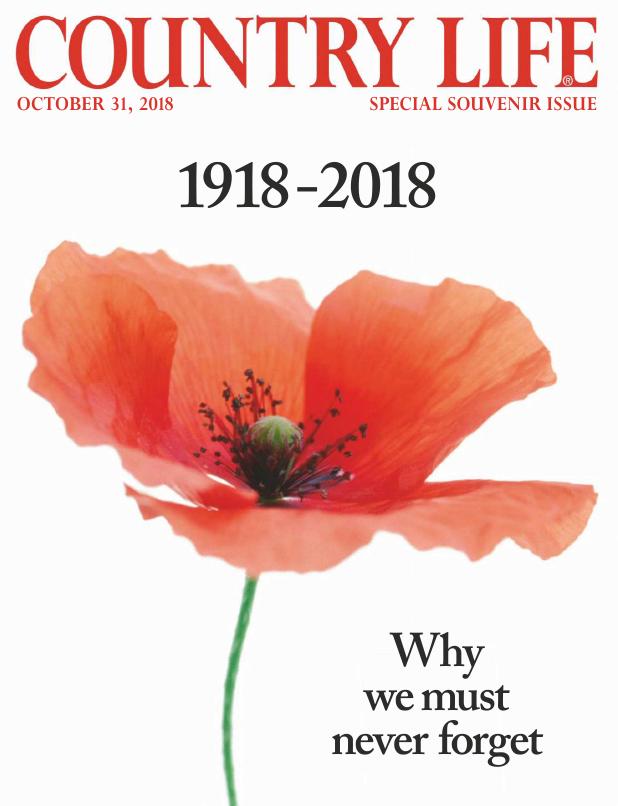 COUNTRY LIFE®
OCTOBER 31, 2018 SPECIAL SOUVENIR ISSUE
1918–2018
Why
we must
never forget